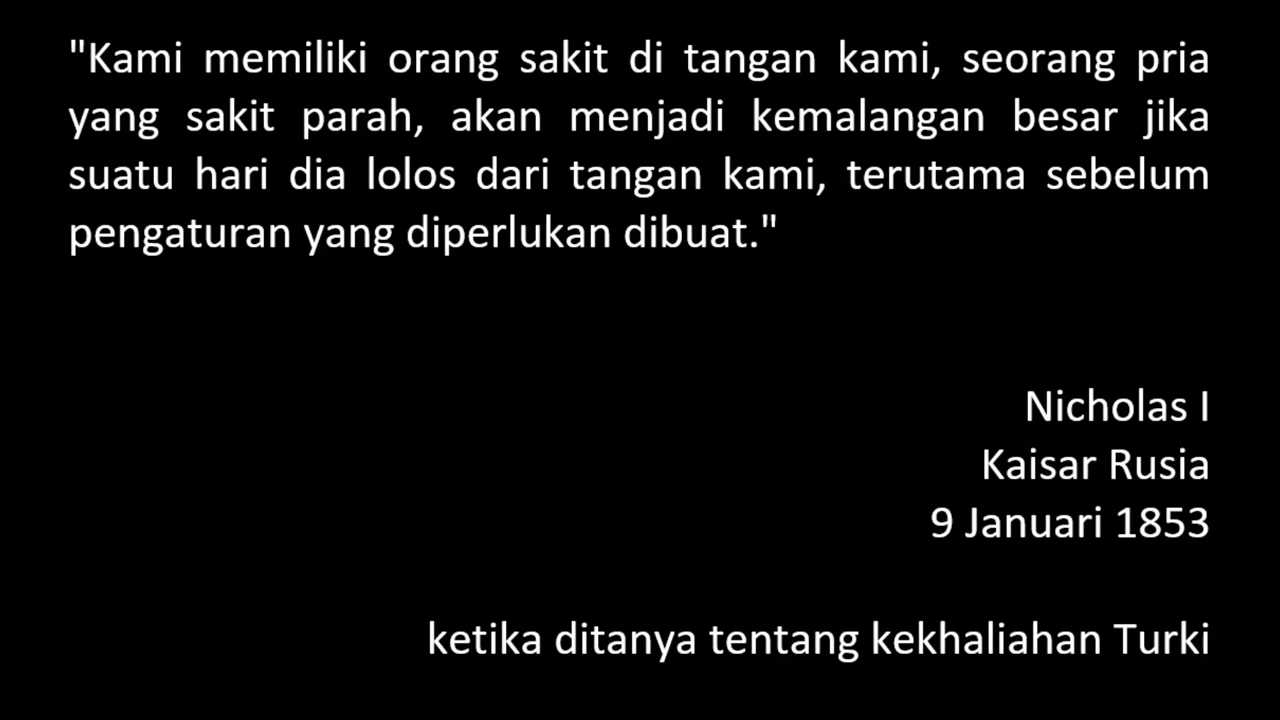 "Kami memiliki orang sakit di tangan kami, seorang pria
yang sakit parah, akan menjadi kemalangan besar jika
suatu hari dia lolos dari tangan kami, terutama sebelum
pengaturan yang diperlukan dibuat."
Nicholas I
Kaisar Rusia
9 Januari 1853
ketika ditanya tentang kekhaliahan Turki